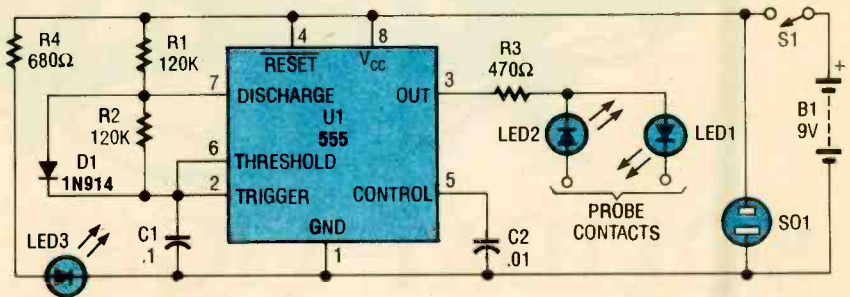 R4
680Ω
R1
120K
R2
120K
D1
1N914
LED3
C1
.1
4
8
RESET
VCC
7
DISCHARGE
OUT
3
U1
555
6
THRESHOLD
2
TRIGGER
CONTROL
5
GND
1
C2
.01
R3
470Ω
LED2
LED1
PROBE
CONTACTS
S1
+
B1
9V
SO1